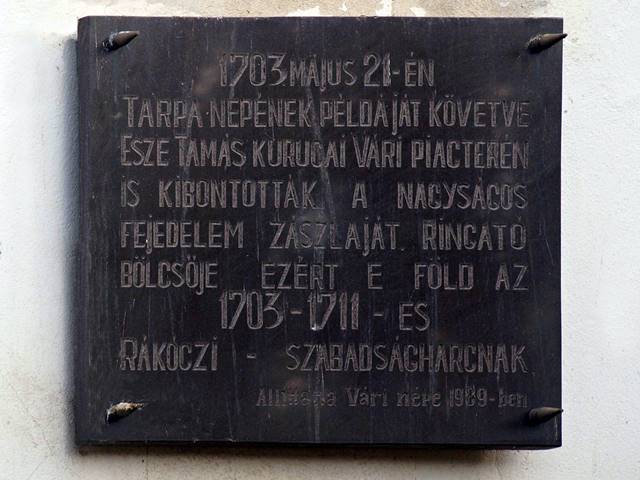 1703 MÁJUS 21-ÉN
TARPA NÉPÉNEK PÉLDÁJÁT KÖVETVE
ESZE TAMÁS KURUCAI VÁRI PIACTERÉN
IS KIBONTOTTÁK A NAGYSÁGOS
FEJEDELEM ZÁSZLAJÁT. RINGATÓ
BÖLCSŐJE EZÉRT E FÖLD AZ
1703-1711-ES
RÁKÓCZI - SZABADSÁGHARCNAK
Állíttatta Vári népe 1989-ben